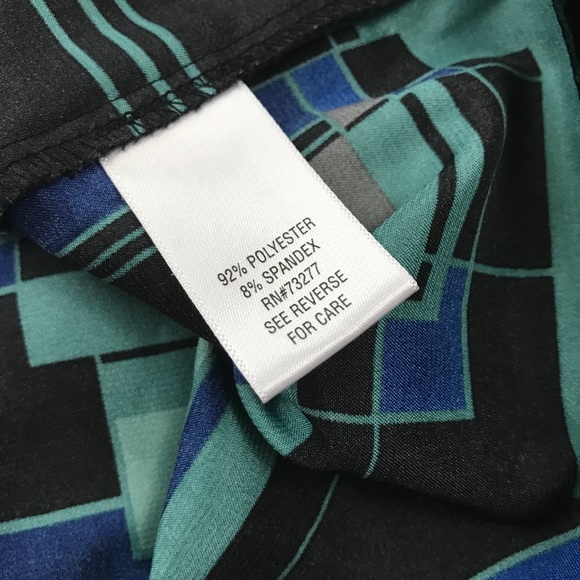 92% POLYESTER
8% SPANDEX
RN#73277
SEE REVERSE
FOR CARE